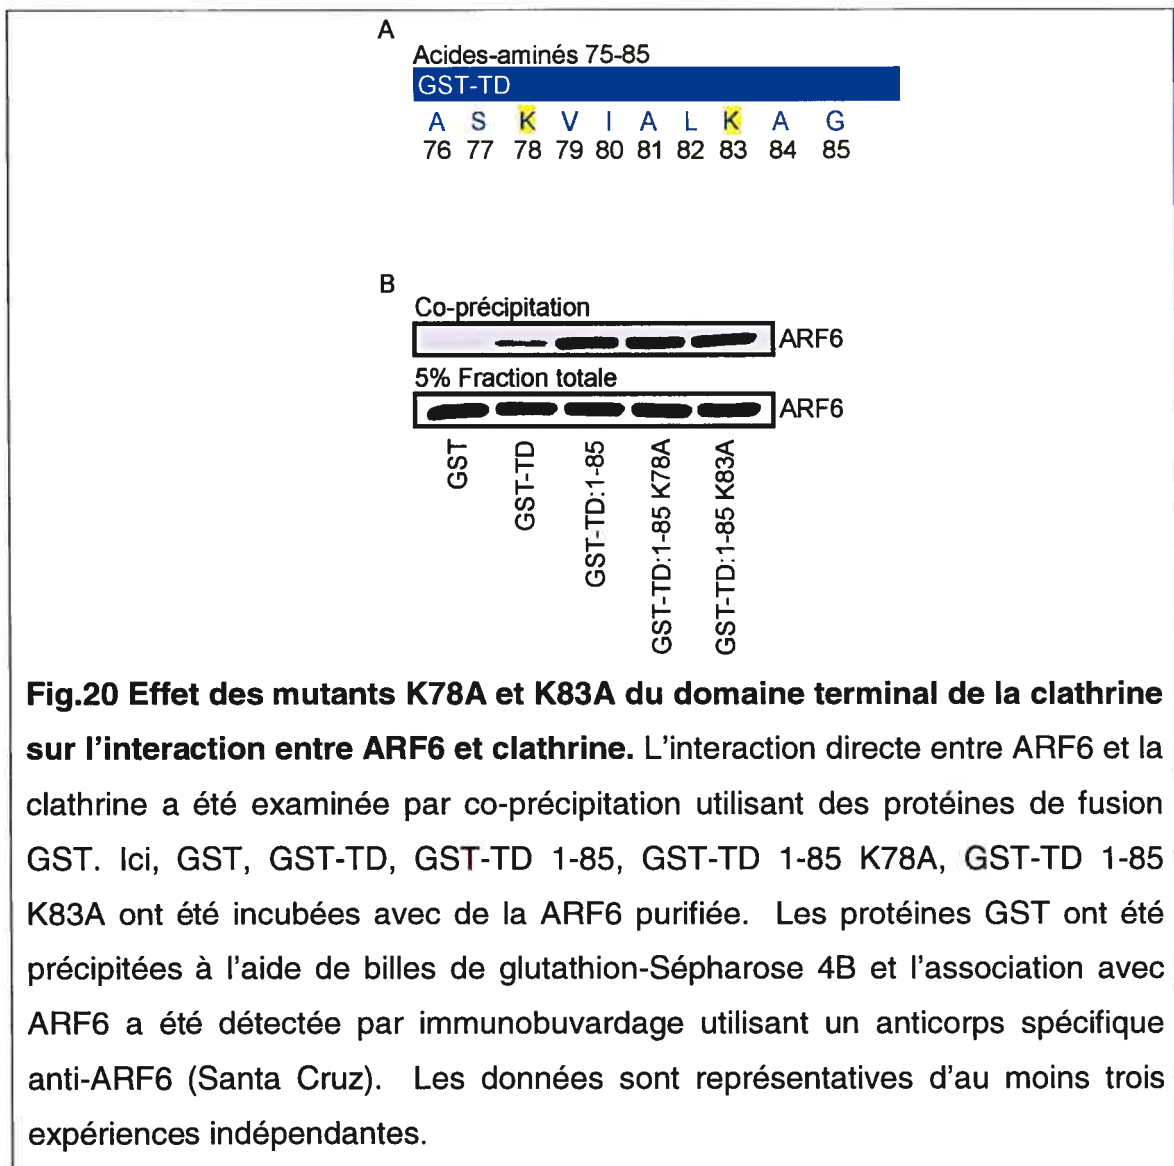 A
Acides-aminés 75-85
GST-TD
A S K V I A L K A G
76 77 78 79 80 81 82 83 84 85
B
Co-précipitation
ARF6
5% Fraction totale
ARF6
GST
GST-TD
GST-TD:1-85
GST-TD:1-85 K78A
GST-TD:1-85 K83A
Fig.20 Effet des mutants K78A et K83A du domaine terminal de la clathrine
sur l'interaction entre ARF6 et clathrine. L'interaction directe entre ARF6 et la
clathrine a été examinée par co-précipitation utilisant des protéines de fusion
GST. Ici, GST, GST-TD, GST-TD 1-85, GST-TD 1-85 K78A, GST-TD 1-85
K83A ont été incubées avec de la ARF6 purifiée. Les protéines GST ont été
précipitées à l'aide de billes de glutathion-Sépharose 4B et l'association avec
ARF6 a été détectée par immunobuvardage utilisant un anticorps spécifique
anti-ARF6 (Santa Cruz). Les données sont représentatives d'au moins trois
expériences indépendantes.